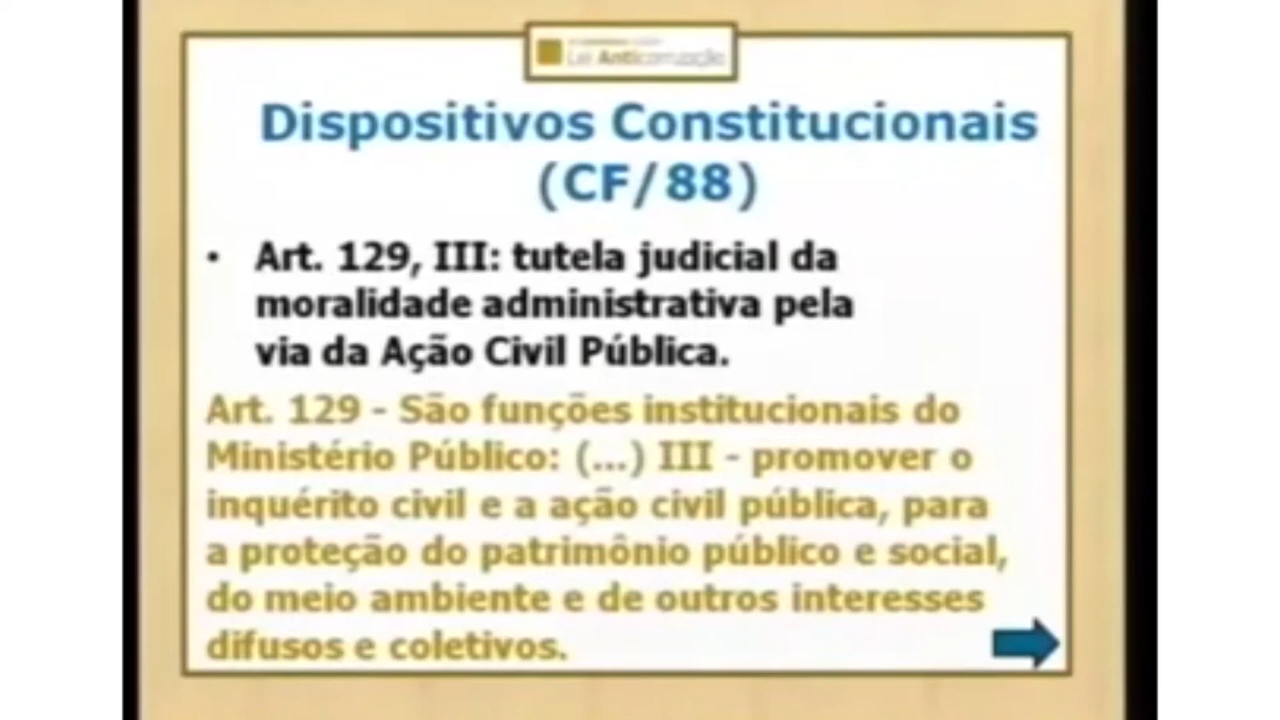 Lei Anticorrupção
Dispositivos Constitucionais
(CF/88)
• Art. 129, III: tutela judicial da
moralidade administrativa pela
via da Ação Civil Pública.
Art. 129 - São funções institucionais do
Ministério Público: (...) III - promover o
inquérito civil e a ação civil pública, para
a proteção do patrimônio público e social,
do meio ambiente e de outros interesses
difusos e coletivos.